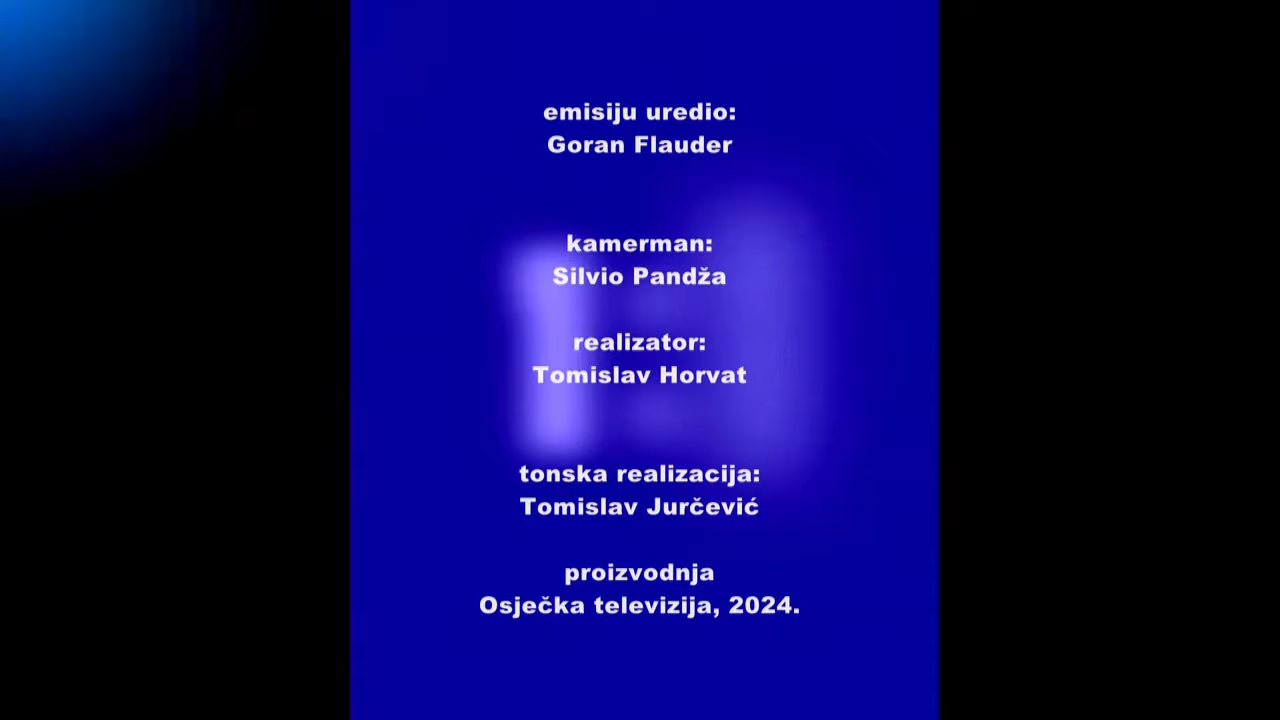 emisiju uredio:
Goran Flauder
kamerman:
Silvio Pandža
realizator:
Tomislav Horvat
tonska realizacija:
Tomislav Jurčević
proizvodnja
Osječka televizija, 2024.